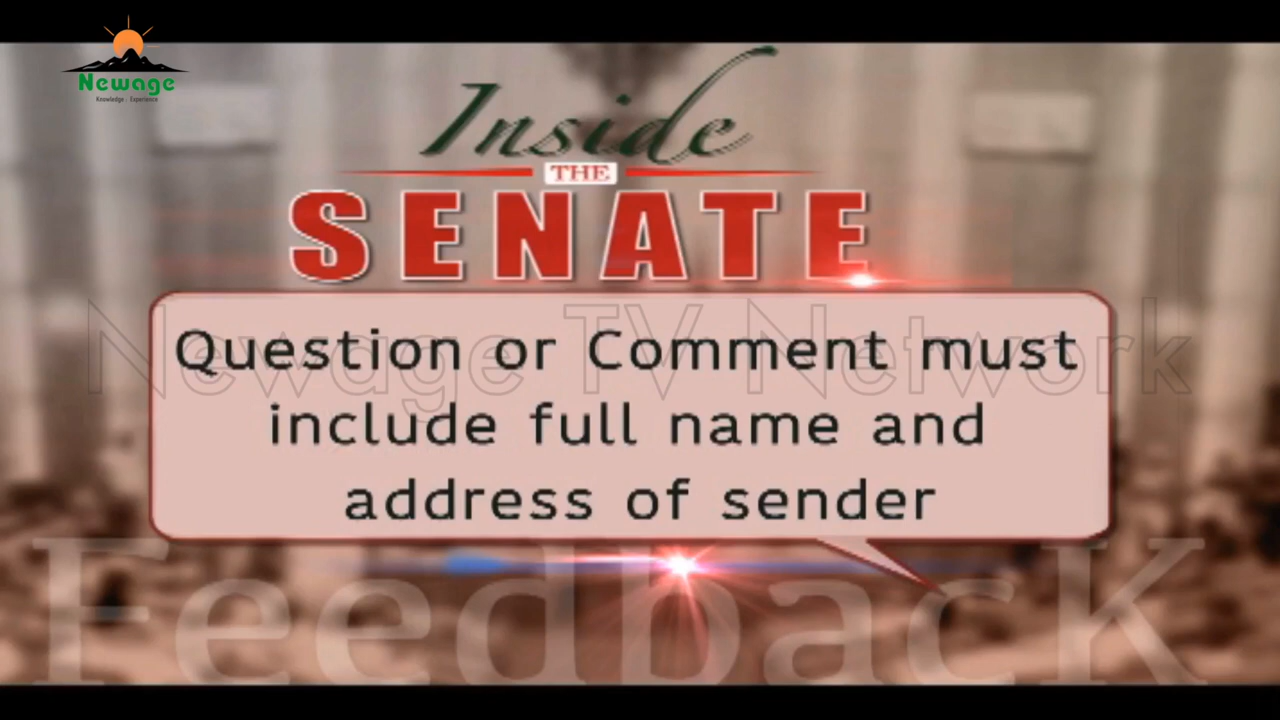 Newage
Knowledge : Experience
Inside
THE
SENATE
Newage TV Network
Question or Comment must
include full name and
address of sender
FeedbacK